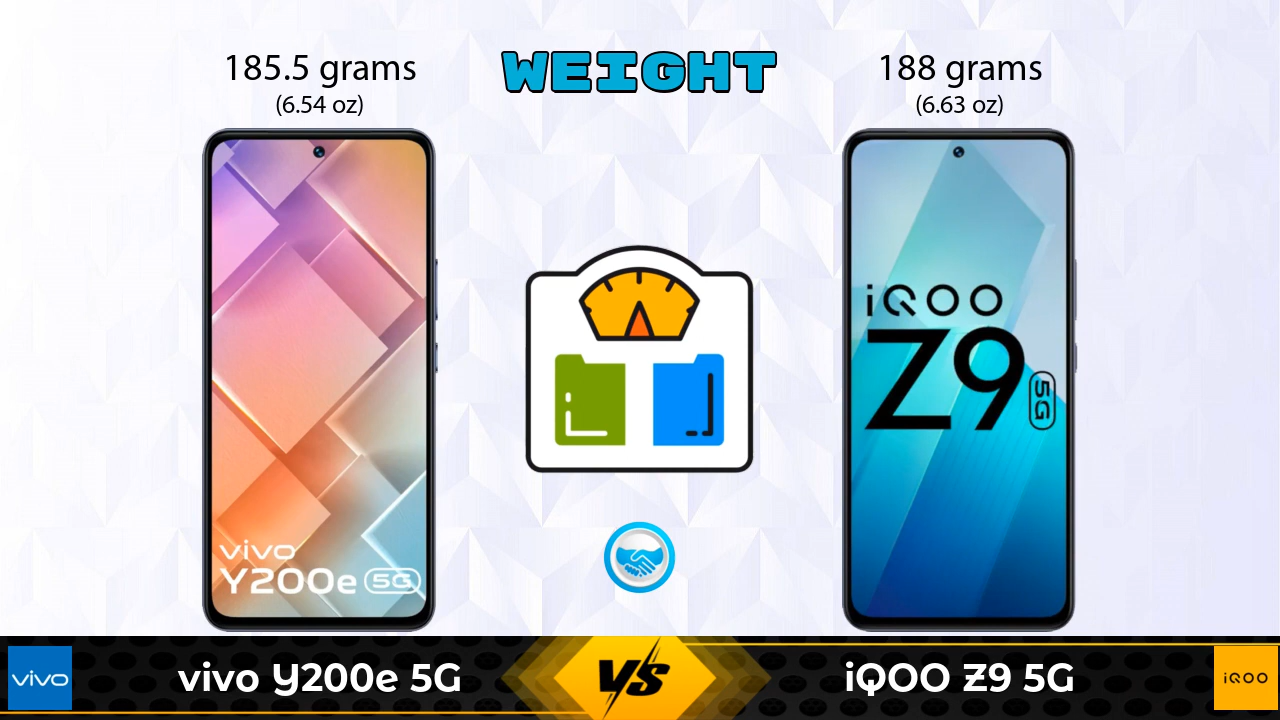 WEIGHT
185.5 grams
(6.54 oz)
188 grams
(6.63 oz)
vivo
Y200e 5G
iQOO
Z9 5G
vivo
vivo Y200e 5G
VS
iQOO Z9 5G
iQOO